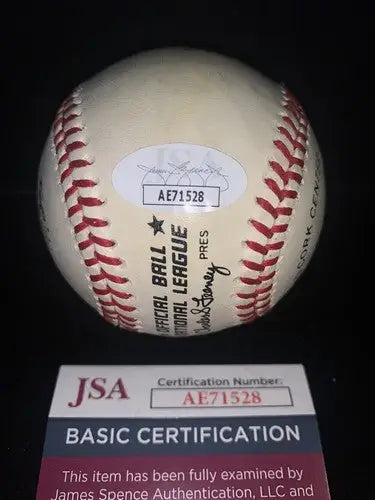 JSA
AE71528
OFFICIAL BALL
NATIONAL LEAGUE
PRES
CORK CENT
JSA
Certification Number:
AE71528
BASIC CERTIFICATION
This item has been fully examined by
James Spence Authentication, LLC and